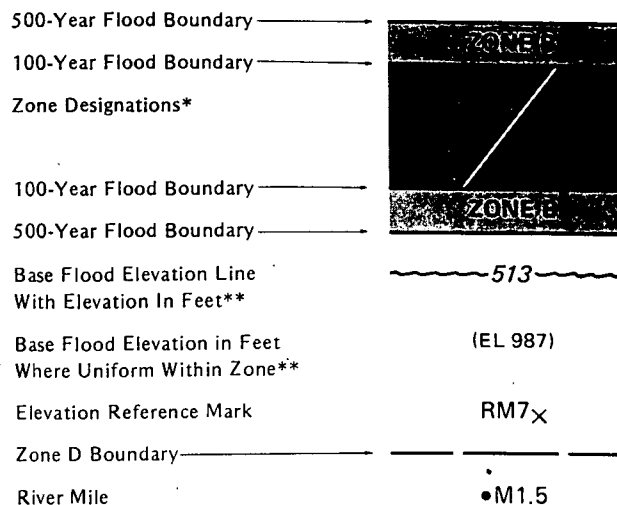 500-Year Flood Boundary
ZONE B
100-Year Flood Boundary
Zone Designations*
100-Year Flood Boundary
ZONE B
500-Year Flood Boundary
Base Flood Elevation Line
With Elevation In Feet**
513
Base Flood Elevation in Feet
Where Uniform Within Zone**
(EL 987)
Elevation Reference Mark
RM7×
Zone D Boundary
River Mile
•M1.5